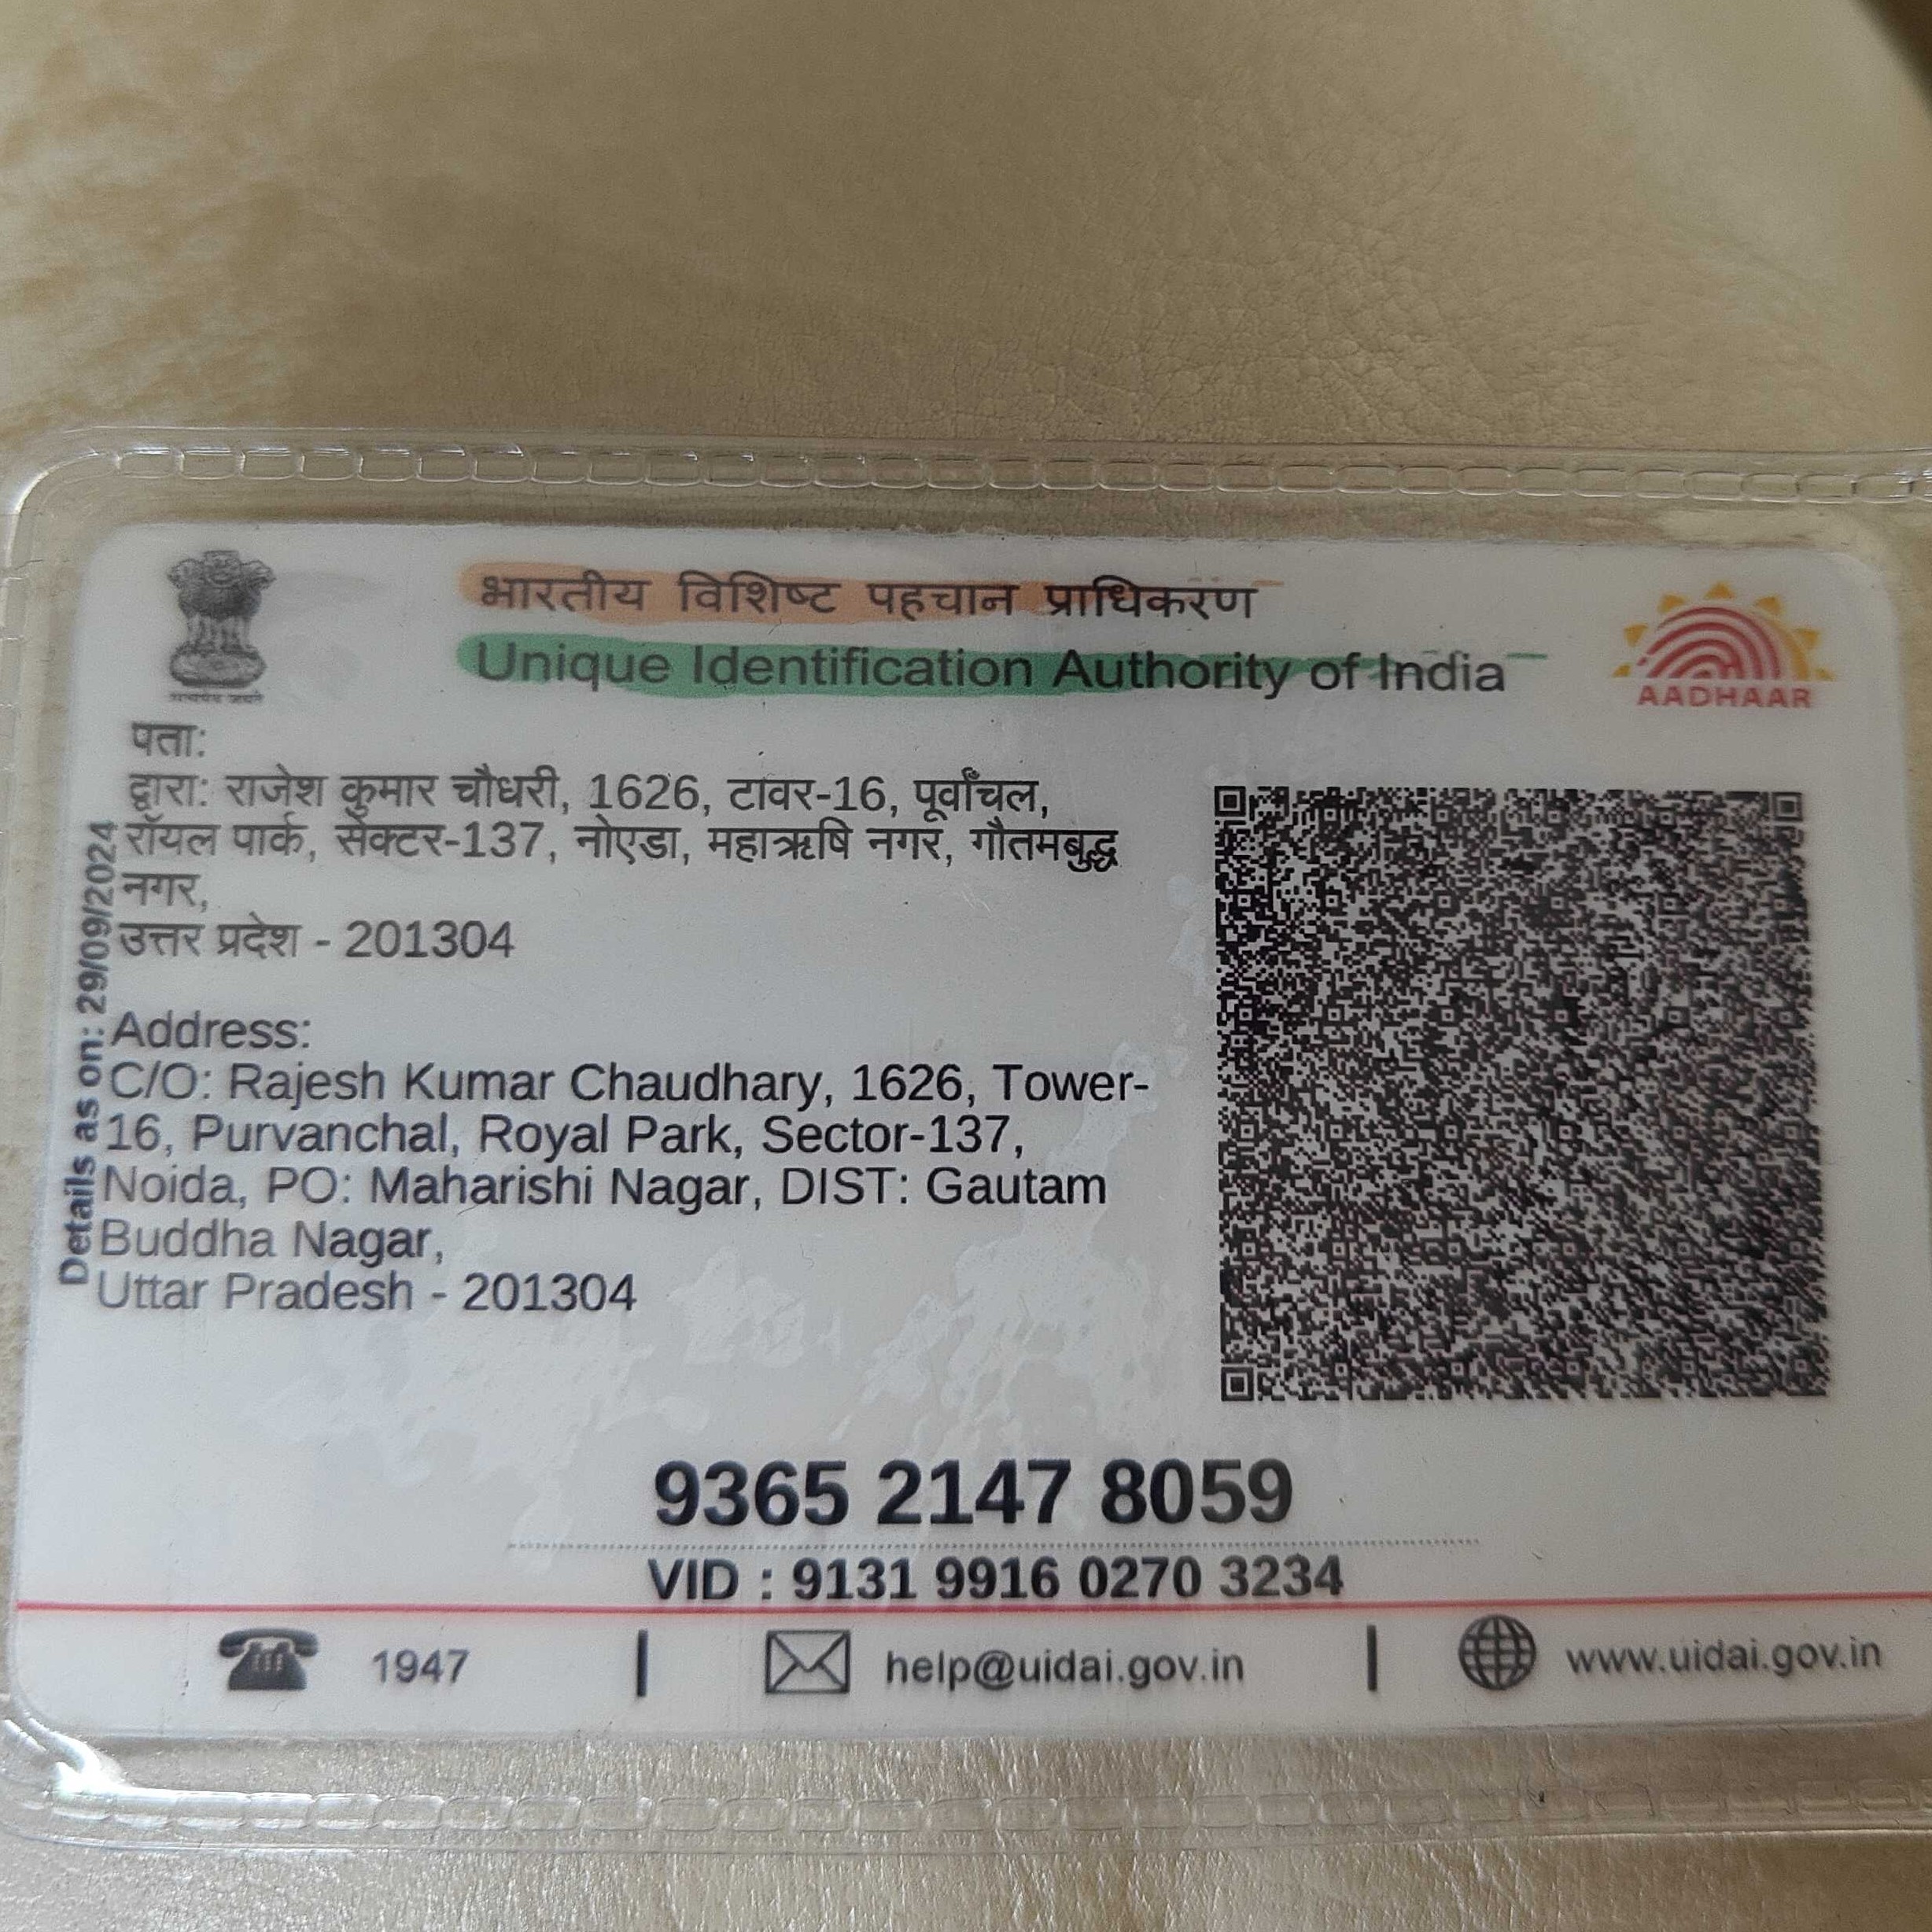 भारतीय विशिष्ट पहचान प्राधिकरण
Unique Identification Authority of India
AADHAAR
पता:
द्वारा: राजेश कुमार चौधरी, 1626, टावर-16, पूर्वांचल,
रॉयल पार्क, सेक्टर-137, नोएडा, महाऋषि नगर, गौतमबुद्ध
नगर,
उत्तर प्रदेश - 201304
Details as on: 29/09/2024
Address:
C/O: Rajesh Kumar Chaudhary, 1626, Tower-
16, Purvanchal, Royal Park, Sector-137,
Noida, PO: Maharishi Nagar, DIST: Gautam
Buddha Nagar,
Uttar Pradesh - 201304
9365 2147 8059
VID : 9131 9916 0270 3234
1947 | help@uidai.gov.in | www.uidai.gov.in